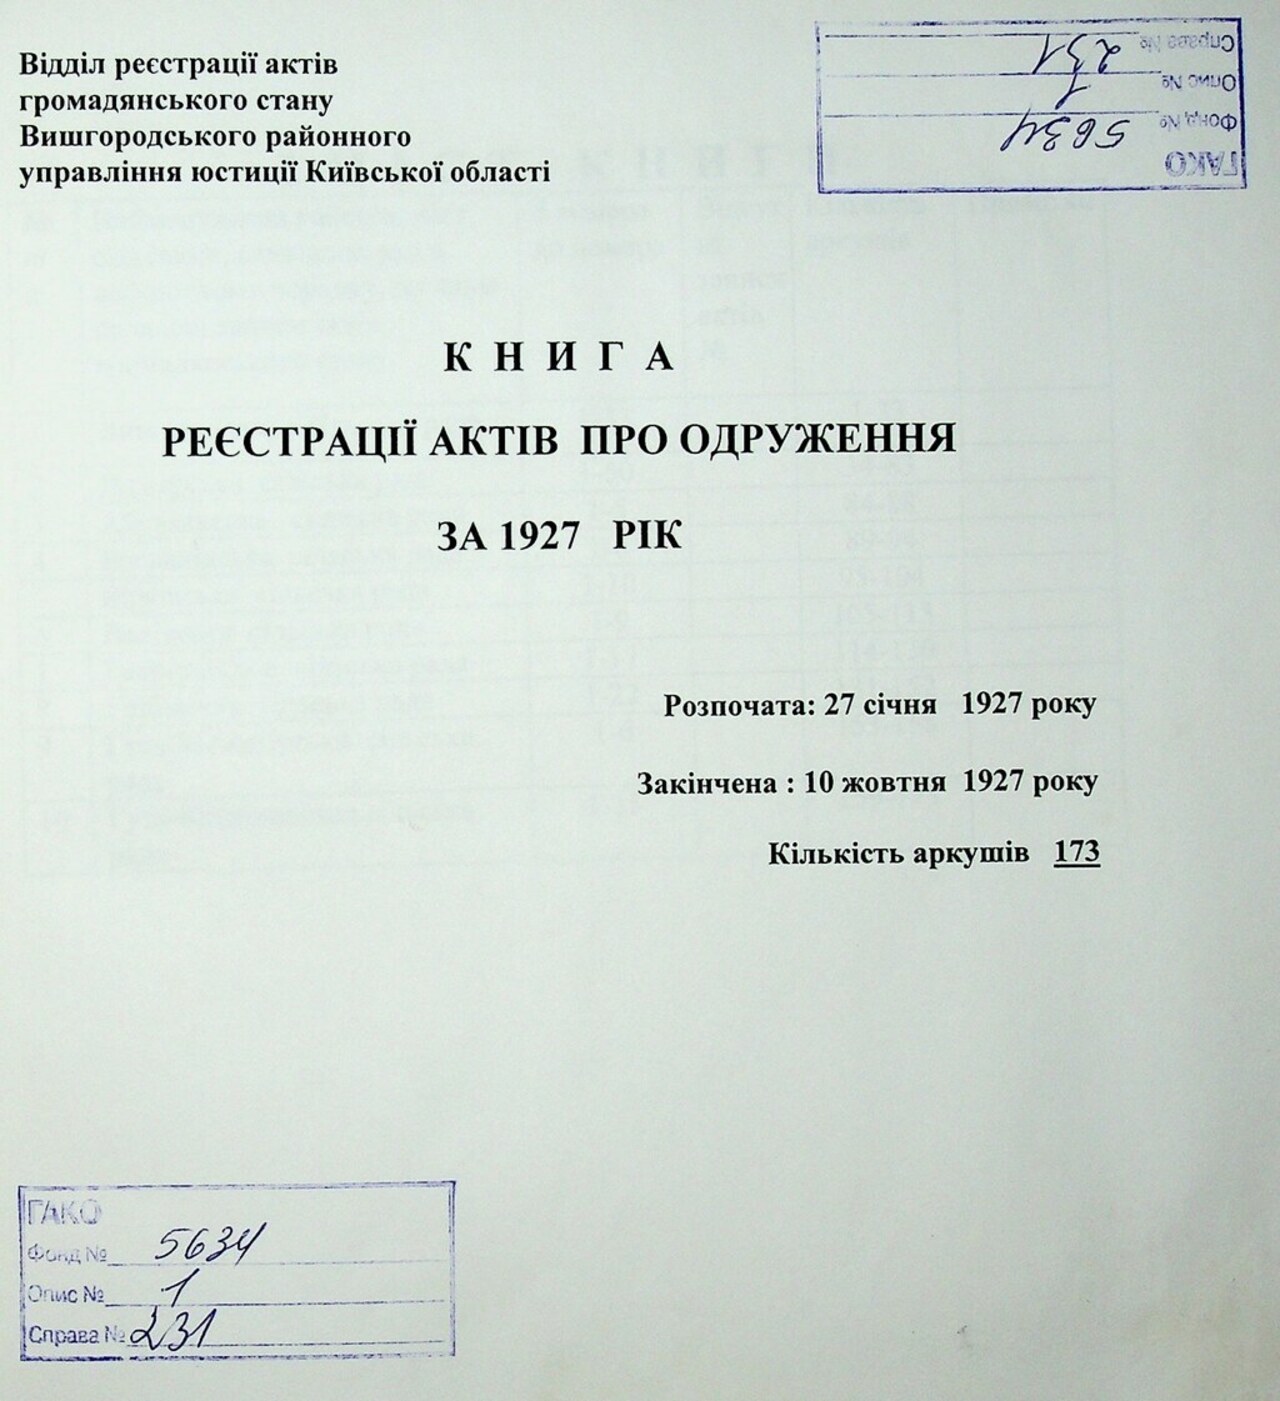 Відділ реєстрації актів
громадянського стану
Вишгородського районного
управління юстиції Київської області
ГАКО
Фонд № 5634
Опис № 1
Справа № 231
К Н И Г А
РЕЄСТРАЦІЇ АКТІВ ПРО ОДРУЖЕННЯ
ЗА 1927 РІК
Розпочата: 27 січня 1927 року
Закінчена : 10 жовтня 1927 року
Кількість аркушів 173
ГАКО
Фонд № 5634
Опис № 1
Справа № 231